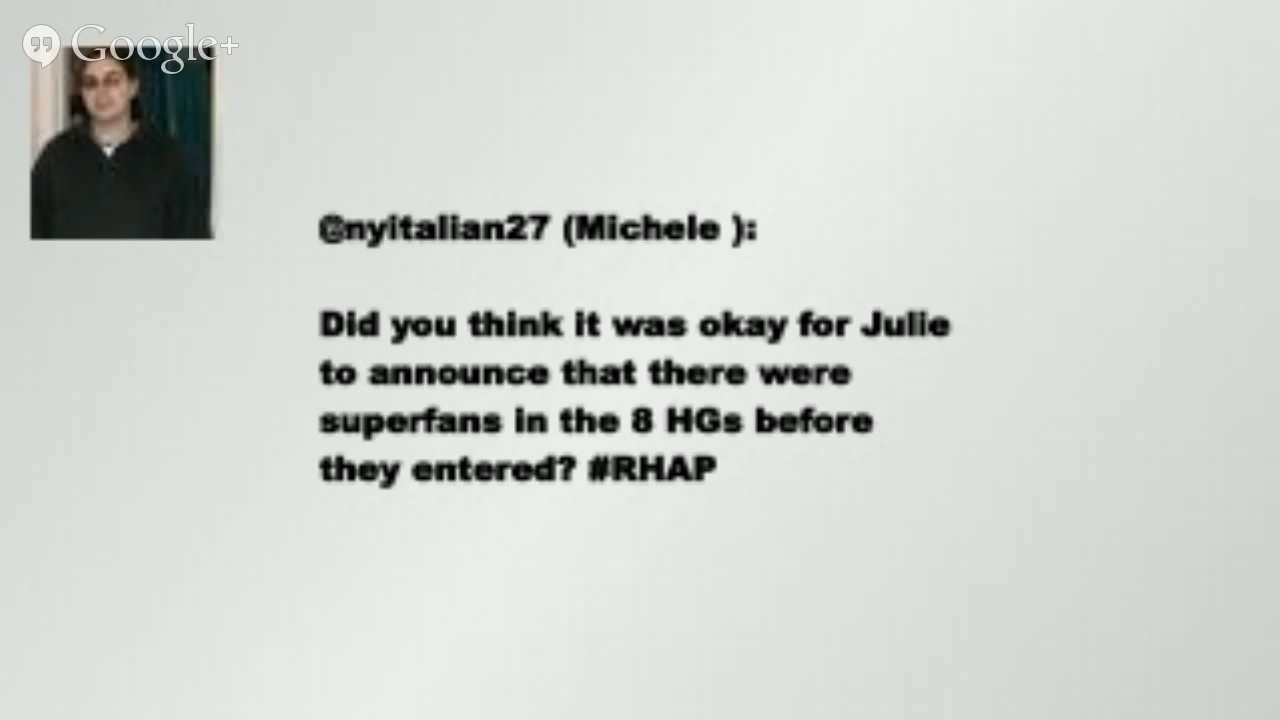 Google+
@nyitalian27 (Michele ):
Did you think it was okay for Julie
to announce that there were
superfans in the 8 HGs before
they entered? #RHAP